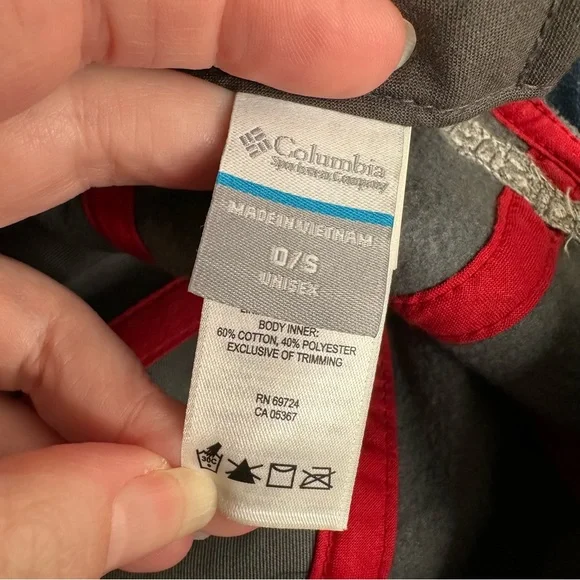 Columbia
Sportswear Company
MADE IN VIETNAM
O/S
UNISEX
BODY INNER:
60% COTTON, 40% POLYESTER
EXCLUSIVE OF TRIMMING
RN 69724
CA 05367
30C